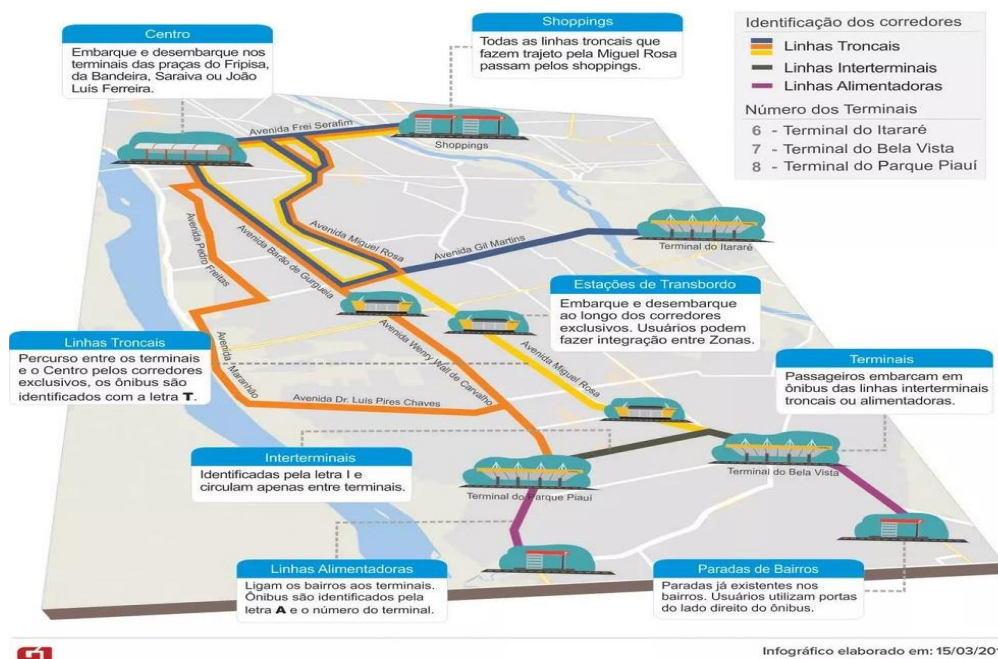 Centro
Embarque e desembarque nos
terminais das praças do Fripisa,
da Bandeira, Saraiva ou João
Luís Ferreira.
Shoppings
Todas as linhas troncais que
fazem trajeto pela Miguel Rosa
passam pelos shoppings.
Identificação dos corredores
Linhas Troncais
Linhas Interterminais
Linhas Alimentadoras
Número dos Terminais
6 - Terminal do Itararé
7 - Terminal do Bela Vista
8 - Terminal do Parque Piauí
Avenida Frei Serafim
Shoppings
Avenida Pedro Freitas
Avenida Barão de Gurgueia
Avenida Miguel Rosa
Avenida Gil Martins
Terminal do Itararé
Estações de Transbordo
Embarque e desembarque
ao longo dos corredores
exclusivos. Usuários podem
fazer integração entre Zonas.
Linhas Troncais
Percurso entre os terminais
e o Centro pelos corredores
exclusivos, os ônibus são
identificados com a letra T.
Avenida Maranhão
Avenida Wenry Wall de Carvalho
Avenida Miguel Rosa
Avenida Dr. Luís Pires Chaves
Terminais
Passageiros embarcam em
ônibus das linhas interterminais
troncais ou alimentadoras.
Interterminais
Identificadas pela letra I e
circulam apenas entre terminais.
Terminal do Parque Piauí
Terminal do Bela Vista
Linhas Alimentadoras
Ligam os bairros aos terminais.
Ônibus são identificados pela
letra A e o número do terminal.
Paradas de Bairros
Paradas já existentes nos
bairros. Usuários utilizam portas
do lado direito do ônibus.
G1
Infográfico elaborado em: 15/03/201